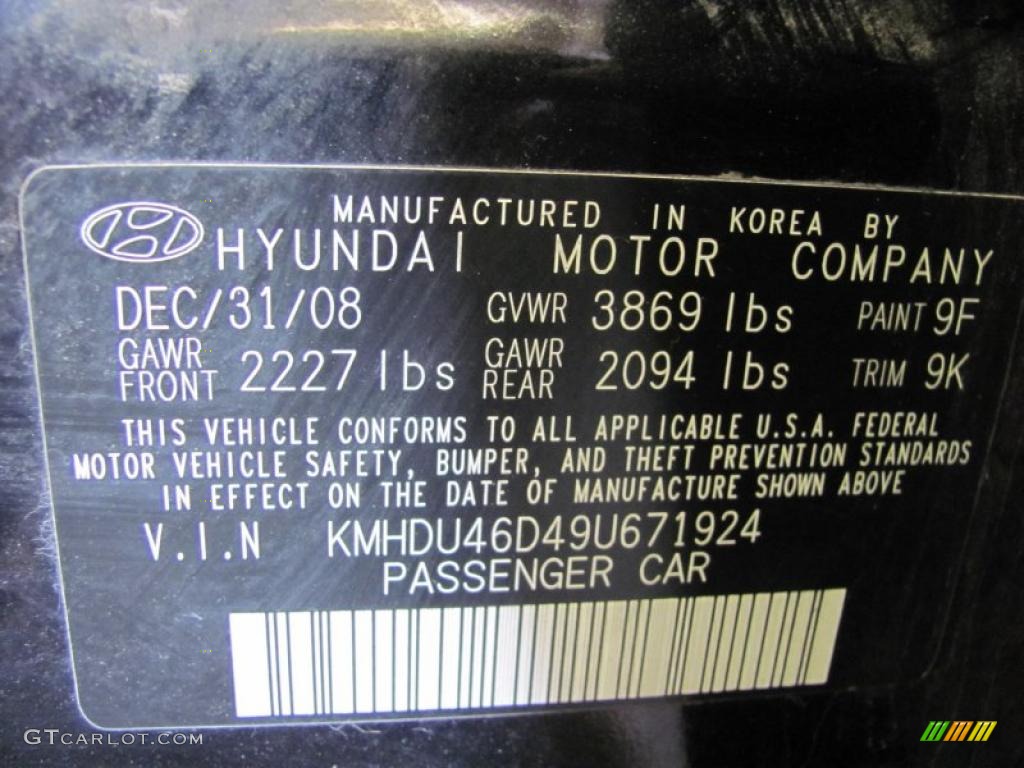 MANUFACTURED IN KOREA BY
HYUNDAI MOTOR COMPANY
DEC/31/08 GVWR 3869 lbs PAINT 9F
GAWR FRONT 2227 lbs GAWR REAR 2094 lbs TRIM 9K
THIS VEHICLE CONFORMS TO ALL APPLICABLE U.S.A. FEDERAL
MOTOR VEHICLE SAFETY, BUMPER, AND THEFT PREVENTION STANDARDS
IN EFFECT ON THE DATE OF MANUFACTURE SHOWN ABOVE
V.I.N KMHDU46D49U671924
PASSENGER CAR
GTCARLOT.COM